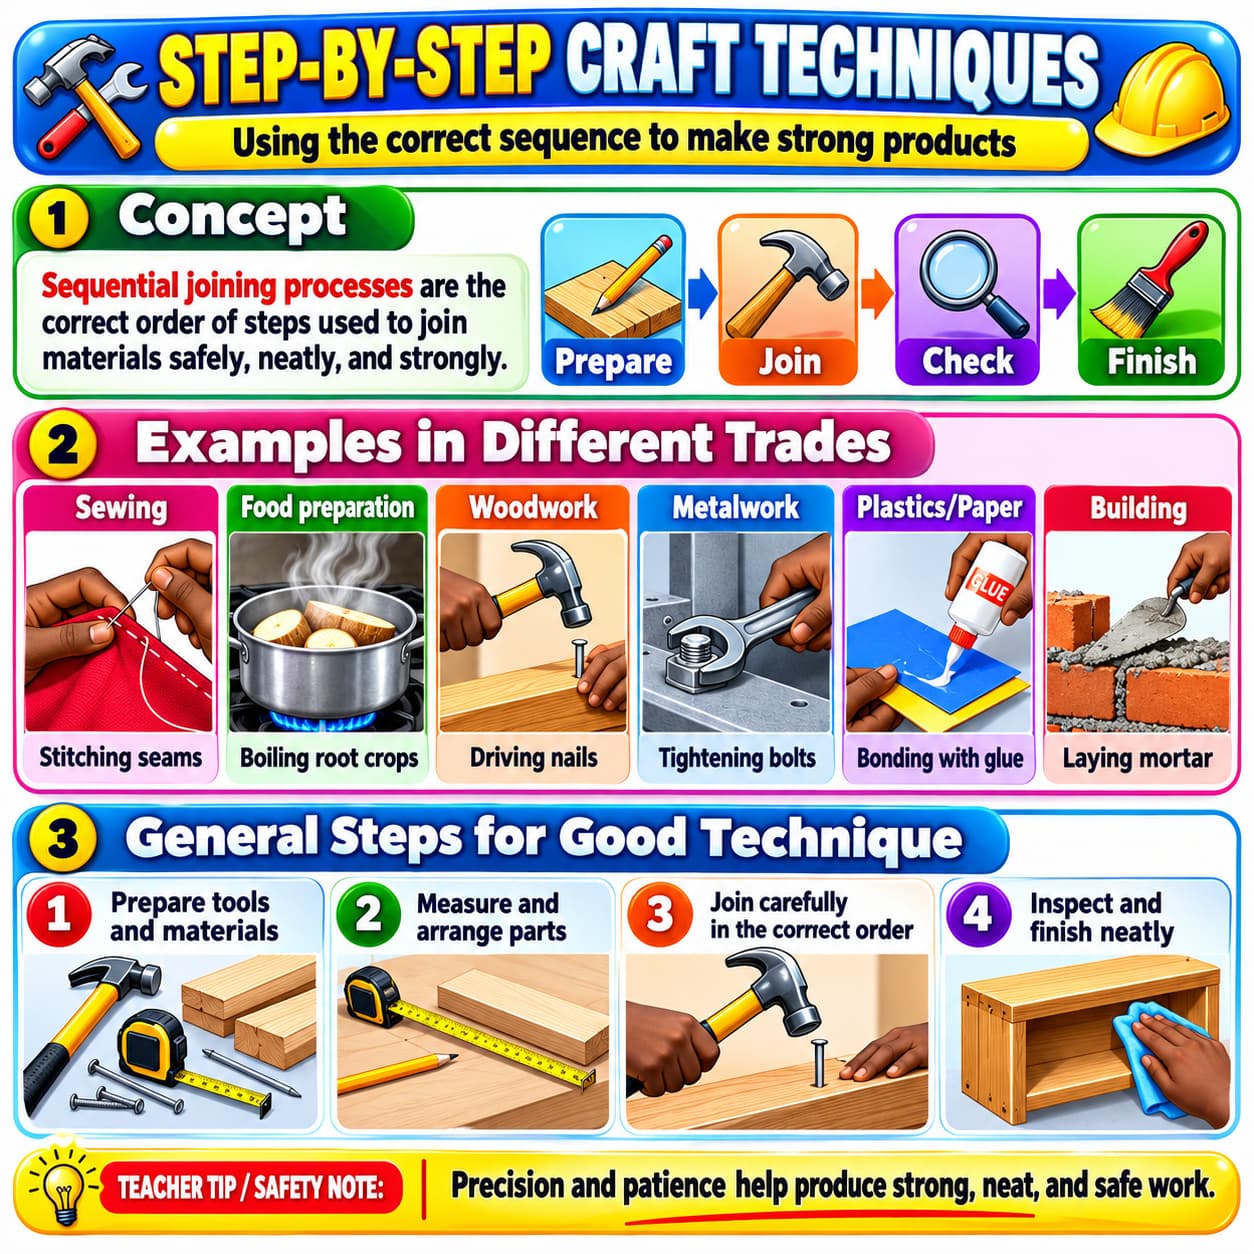 STEP-BY-STEP CRAFT TECHNIQUES
Using the correct sequence to make strong products
1 Concept
Sequential joining processes are the
correct order of steps used to join
materials safely, neatly, and strongly.
Prepare
Join
Check
Finish
2 Examples in Different Trades
Sewing
Stitching seams
Food preparation
Boiling root crops
Woodwork
Driving nails
Metalwork
Tightening bolts
Plastics/Paper
GLUE
Bonding with glue
Building
Laying mortar
3 General Steps for Good Technique
1 Prepare tools
and materials
2 Measure and
arrange parts
3 Join carefully
in the correct order
4 Inspect and
finish neatly
TEACHER TIP / SAFETY NOTE:
Precision and patience help produce strong, neat, and safe work.